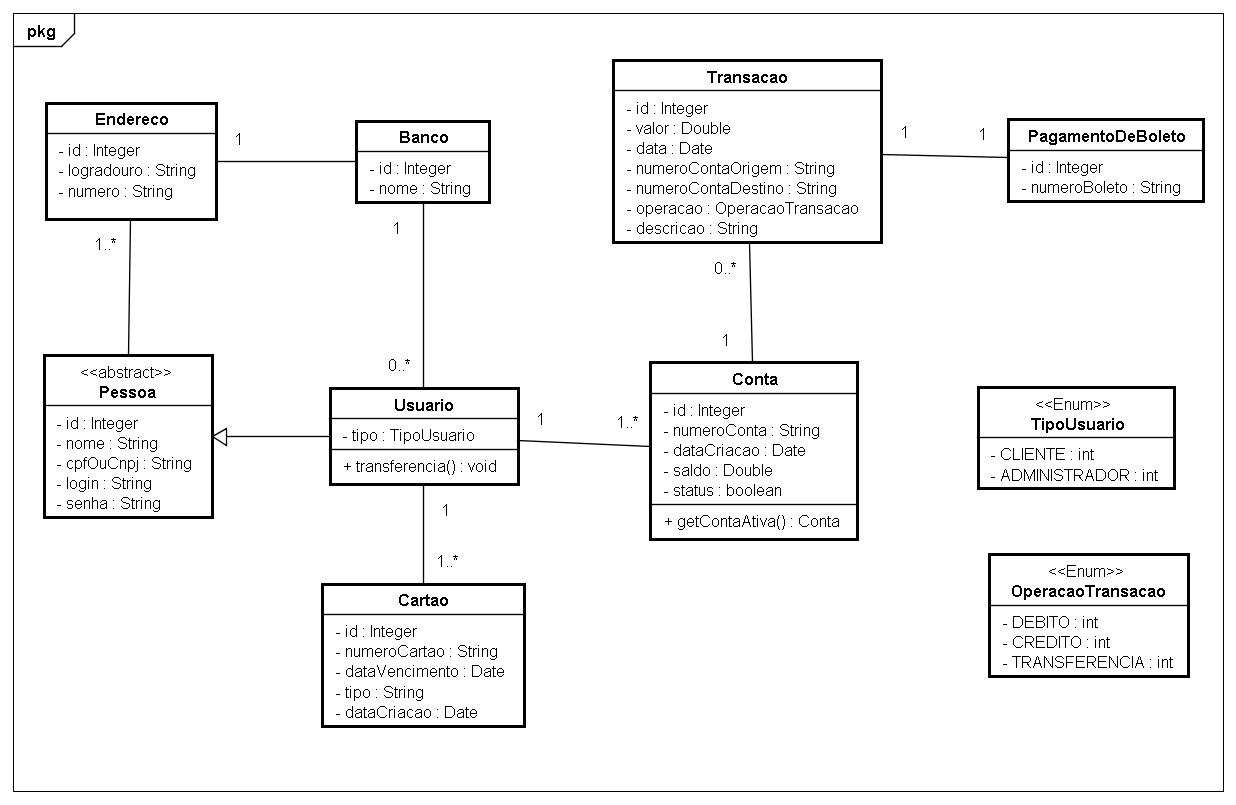 pkg
Endereco
- id : Integer
- logradouro : String
- numero : String
1
1..*
Banco
- id : Integer
- nome : String
1
0..*
Transacao
- id : Integer
- valor : Double
- data : Date
- numeroContaOrigem : String
- numeroContaDestino : String
- operacao : OperacaoTransacao
- descricao : String
1
1
0..*
1
PagamentoDeBoleto
- id : Integer
- numeroBoleto : String
<<abstract>>
Pessoa
- id : Integer
- nome : String
- cpfOuCnpj : String
- login : String
- senha : String
Usuario
- tipo : TipoUsuario
+ transferencia() : void
1
1..*
1
1..*
Conta
- id : Integer
- numeroConta : String
- dataCriacao : Date
- saldo : Double
- status : boolean
+ getContaAtiva() : Conta
<<Enum>>
TipoUsuario
- CLIENTE : int
- ADMINISTRADOR : int
Cartao
- id : Integer
- numeroCartao : String
- dataVencimento : Date
- tipo : String
- dataCriacao : Date
<<Enum>>
OperacaoTransacao
- DEBITO : int
- CREDITO : int
- TRANSFERENCIA : int